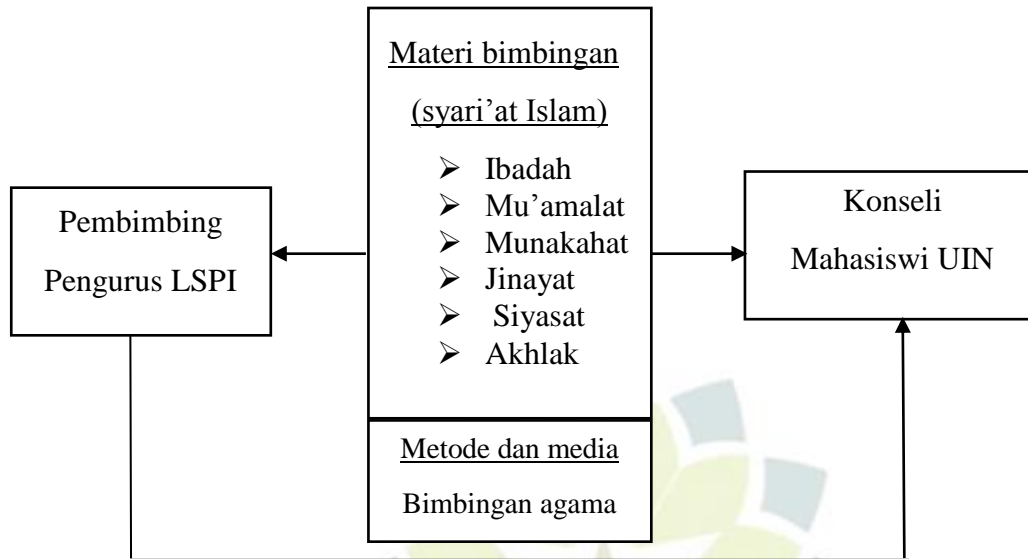 Pembimbing
Pengurus LSPI
Materi bimbingan
(syari’at Islam)
➢ Ibadah
➢ Mu’amalat
➢ Munakahat
➢ Jinayat
➢ Siyasat
➢ Akhlak
Metode dan media
Bimbingan agama
Konseli
Mahasiswi UIN